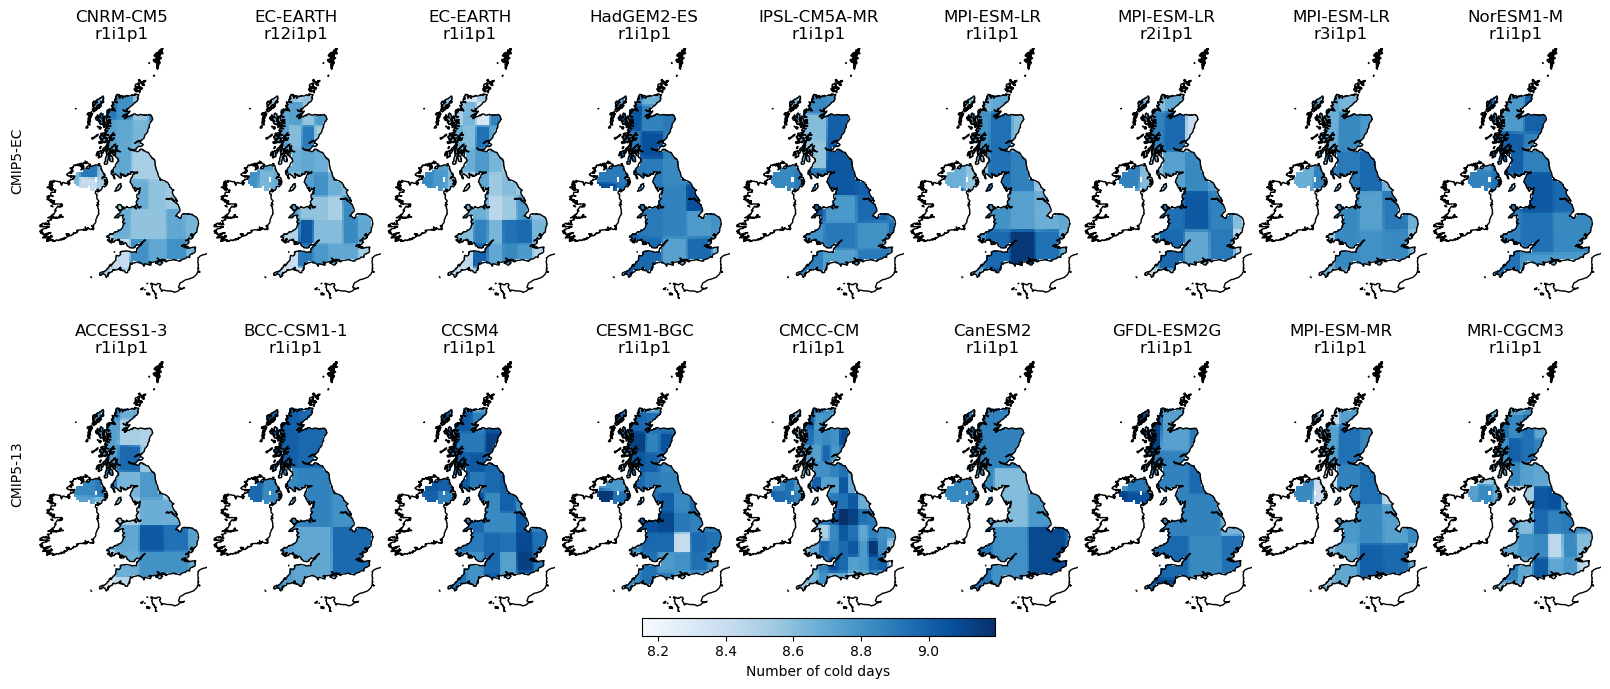 CNRM-CM5
r1i1p1
EC-EARTH
r12i1p1
EC-EARTH
r1i1p1
HadGEM2-ES
r1i1p1
IPSL-CM5A-MR
r1i1p1
MPI-ESM-LR
r1i1p1
MPI-ESM-LR
r2i1p1
MPI-ESM-LR
r3i1p1
NorESM1-M
r1i1p1
CMIP5-EC
ACCESS1-3
r1i1p1
BCC-CSM1-1
r1i1p1
CCSM4
r1i1p1
CESM1-BGC
r1i1p1
CMCC-CM
r1i1p1
CanESM2
r1i1p1
GFDL-ESM2G
r1i1p1
MPI-ESM-MR
r1i1p1
MRI-CGCM3
r1i1p1
CMIP5-13
8.2 8.4 8.6 8.8 9.0
Number of cold days